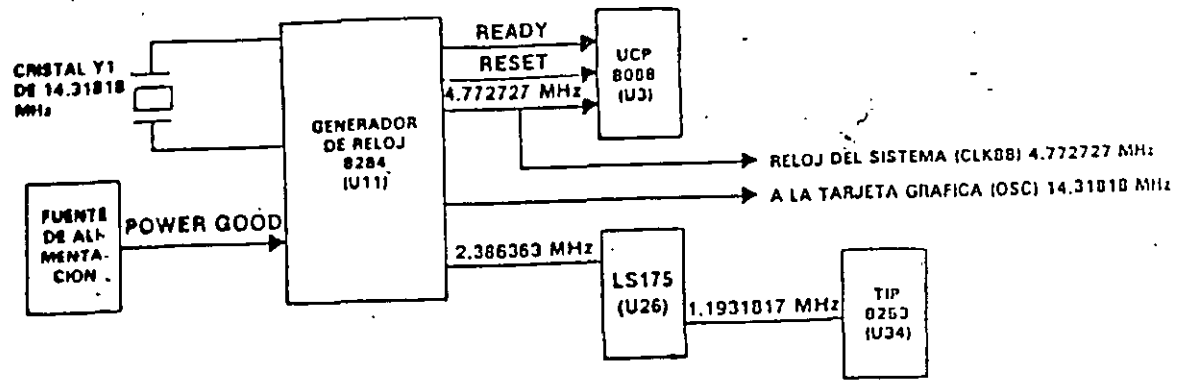 CRISTAL Y1
DE 14.31818
MHz
FUENTE
DE ALI-
MENTA-
CION
POWER GOOD
GENERADOR
DE RELOJ
8284
(U11)
READY
RESET
4.772727 MHz
UCP
8088
(U3)
RELOJ DEL SISTEMA (CLK88) 4.772727 MHz
A LA TARJETA GRAFICA (OSC) 14.31818 MHz
2.386363 MHz
LS175
(U26)
1.1931817 MHz
TIP
8253
(U34)